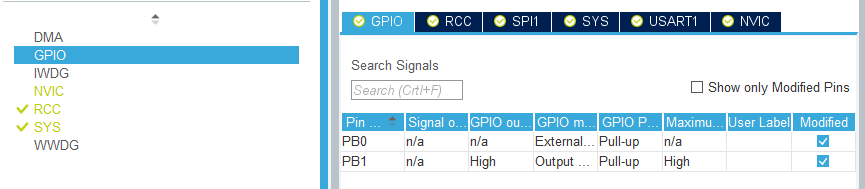 DMA
GPIO
IWDG
NVIC
RCC
SYS
WWDG
GPIO RCC SPI1 SYS USART1 NVIC
Search Signals
Search (Crtl+F)
Show only Modified Pins
Pin ... Signal o... GPIO ou... GPIO m... GPIO P... Maximu... User Label Modified
PB0 n/a n/a External... Pull-up n/a
PB1 n/a High Output ... Pull-up High